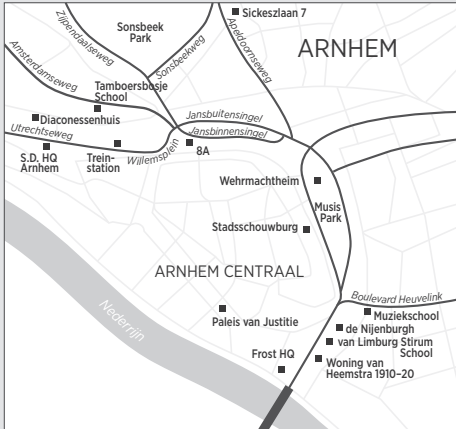 Sickeszlaan 7
Zijpendaalseweg
Sonsbeek
Park
Sonsbeekweg
Apeldoornseweg
ARNHEM
Amsterdamseweg
Tamboersbosje
School
Diaconessenhuis
Jansbuitensingel
Utrechtseweg
Jansbinnensingel
S.D. HQ
Arnhem
Trein-
station
Willemsplein
8A
Wehrmachtheim
Musis
Park
Stadsschouwburg
ARNHEM CENTRAAL
Boulevard Heuvelink
Nederrijn
Paleis van Justitie
Muziekschool
de Nijenburgh
van Limburg Stirum
School
Frost HQ
Woning van
Heemstra 1910–20